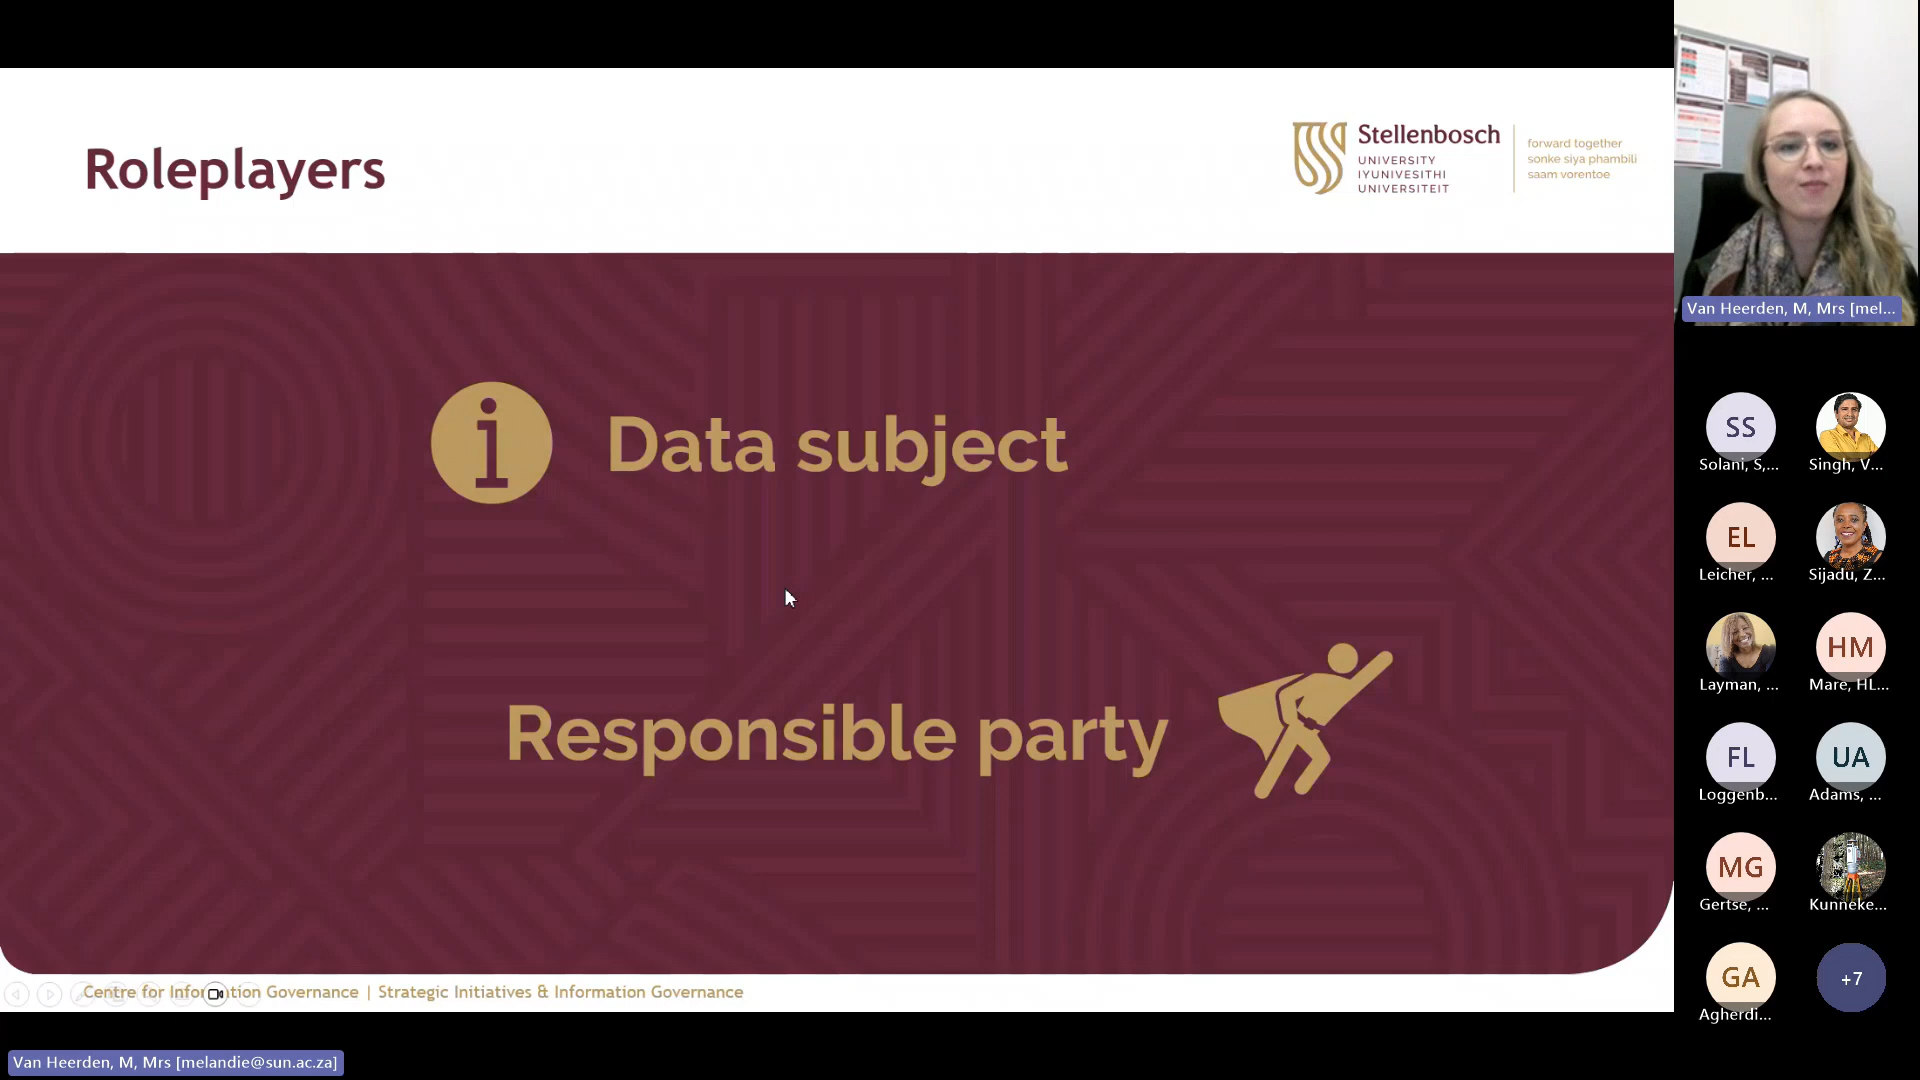 Roleplayers
Stellenbosch
UNIVERSITY
IYUNIVESITHI
UNIVERSITEIT
forward together
sonke siya phambili
saam vorentoe
i Data subject
Responsible party
Centre for Information Governance | Strategic Initiatives & Information Governance
Van Heerden, M, Mrs [melandie@sun.ac.za]
Van Heerden, M, Mrs [mel...
SS
Solani, S,...
Singh, V...
EL
Leicher, ...
Sijadu, Z...
Layman, ...
HM
Mare, HL...
FL
Loggenb...
UA
Adams, ...
MG
Gertse, ...
Kunneke...
GA
Agherdi...
+7